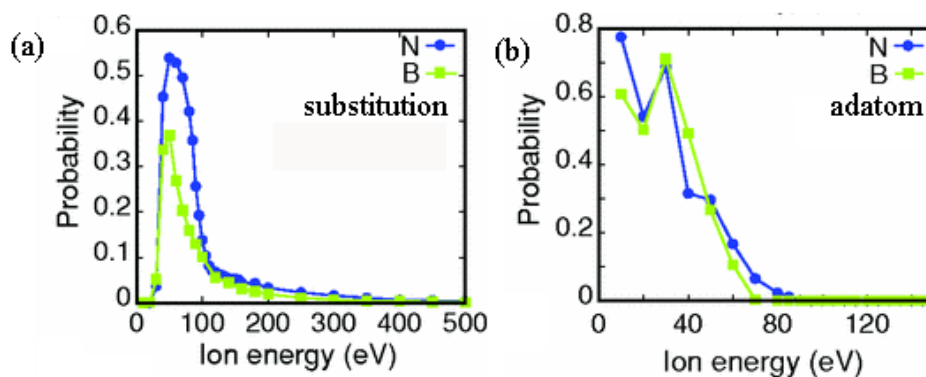 (a)
0.6
0.5
0.4
0.3
0.2
0.1
0
Probability
N
B
substitution
0 100 200 300 400 500
Ion energy (eV)
(b)
0.8
0.6
0.4
0.2
0
Probability
N
B
adatom
0 40 80 120
Ion energy (eV)